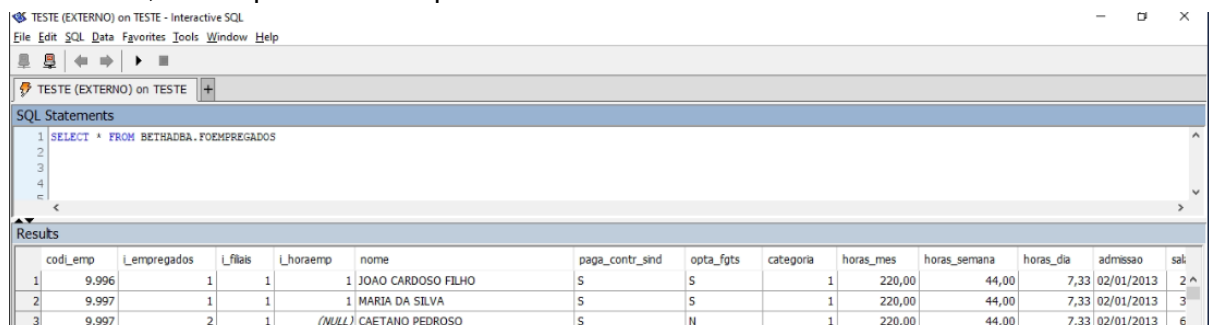 TESTE (EXTERNO) on TESTE - Interactive SQL
File Edit SQL Data Favorites Tools Window Help
TESTE (EXTERNO) on TESTE +
SQL Statements
1 SELECT * FROM BETHADBA.FOEMPREGADOS
2
3
4
Results
codi_emp i_empregados i_filiais i_horaemp nome paga_contr_sind opta_fgts categoria horas_mes horas_semana horas_dia admissao sal
1 9.996 1 1 1 JOAO CARDOSO FILHO S S 1 220,00 44,00 7,33 02/01/2013 2
2 9.997 1 1 1 MARIA DA SILVA S S 1 220,00 44,00 7,33 02/01/2013 3
3 9.997 2 1 (NULL) CAETANO PEDROSO S N 1 220,00 44,00 7,33 02/01/2013 6